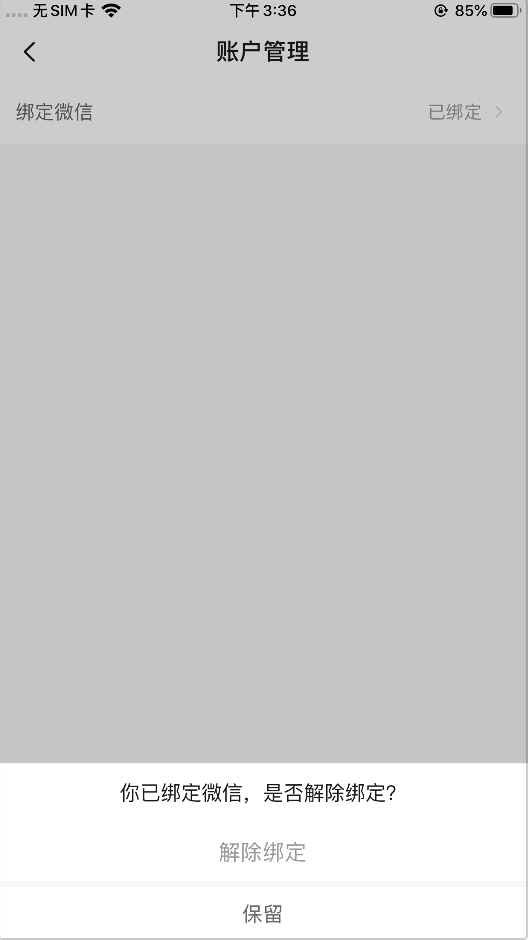 无SIM卡 下午3:36 85%
账户管理
绑定微信 已绑定
你已绑定微信，是否解除绑定？
解除绑定
保留